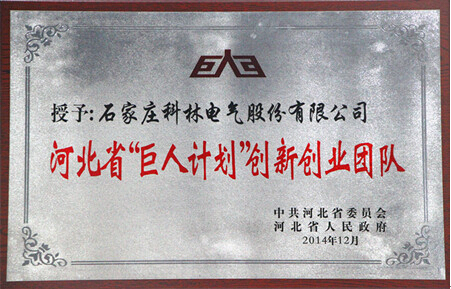 授予:石家庄科林电气股份有限公司
河北省“巨人计划”创新创业团队
中共河北省委员会
河北省人民政府
2014年12月